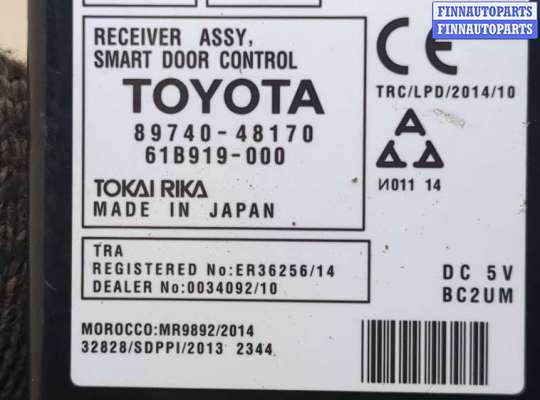 FINNAUTOPARTS
FINNAUTOPARTS
RECEIVER ASSY,
SMART DOOR CONTROL
TOYOTA
89740-48170
61B919-000
TOKAI RIKA
MADE IN JAPAN
CE
TRC/LPD/2014/10
И011 14
TRA
REGISTERED No:ER36256/14
DEALER No:0034092/10
DC 5V
BC2UM
MOROCCO:MR9892/2014
32828/SDPPI/2013 2344